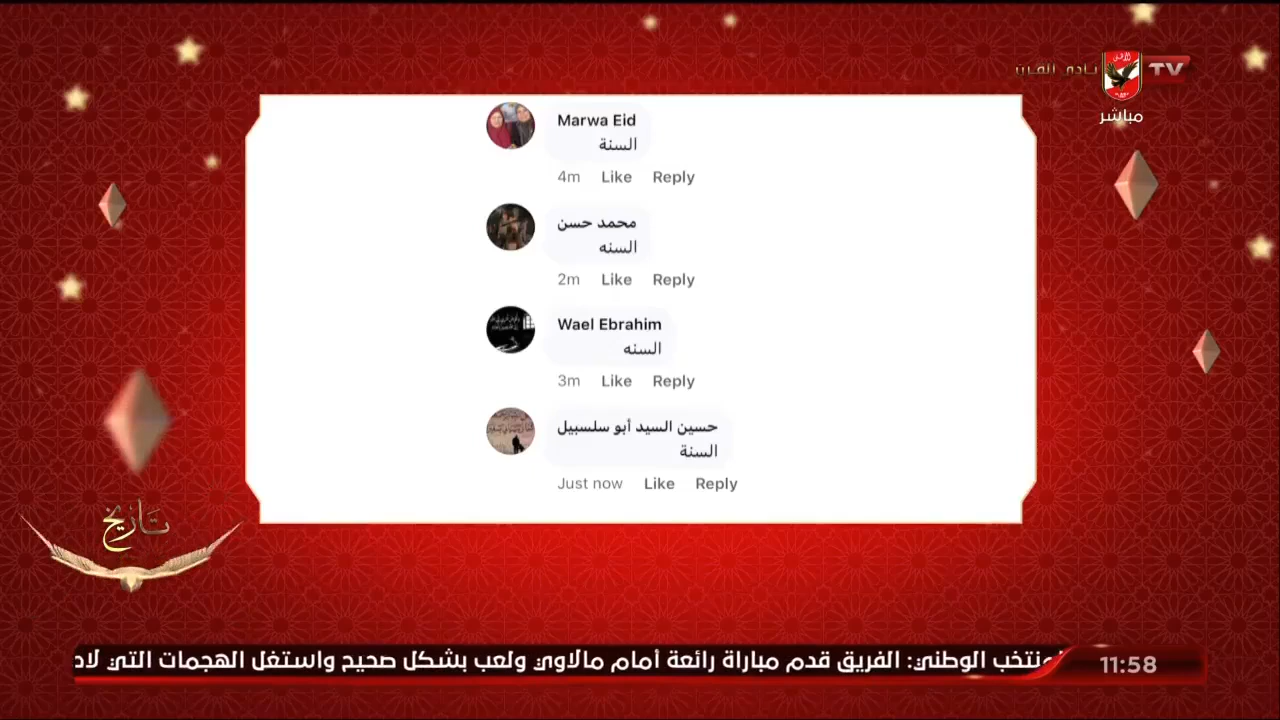 نادي القرن
TV
مباشر
Marwa Eid
السنة
4m Like Reply
محمد حسن
السنه
2m Like Reply
Wael Ebrahim
السنه
3m Like Reply
حسين السيد أبو سلسبيل
السنة
Just now Like Reply
تاريخ
الوطني: الفريق قدم مباراة رائعة أمام مالاوي ولعب بشكل صحيح واستغل الهجمات التي
11:58